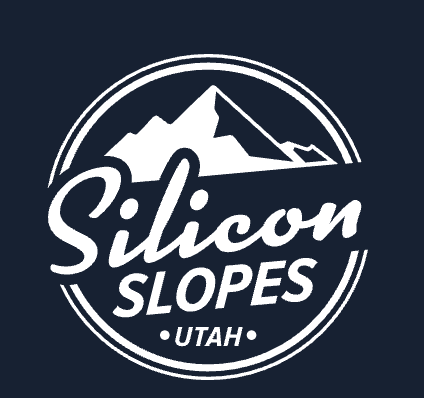 Silicon
SLOPES
• UTAH •